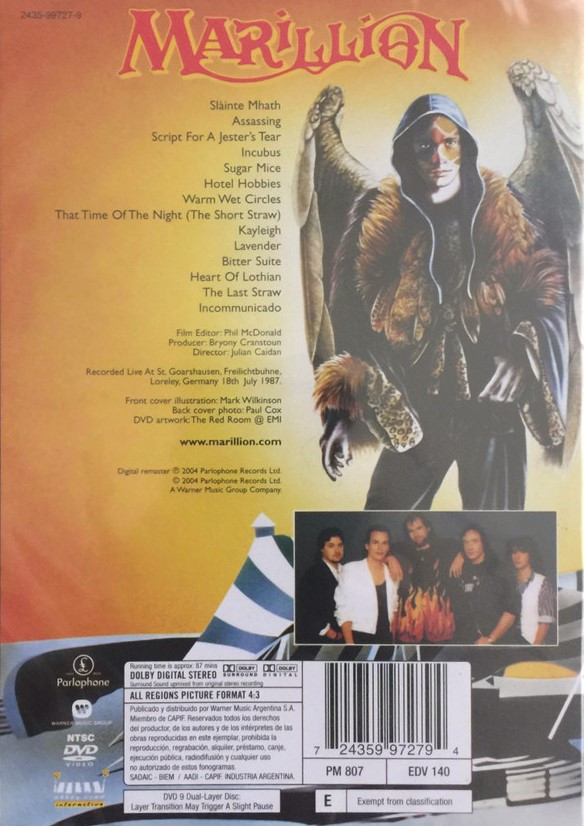 2435-99727-9
MARILLION
Slàinte Mhath
Assassing
Script For A Jester's Tear
Incubus
Sugar Mice
Hotel Hobbies
Warm Wet Circles
That Time Of The Night (The Short Straw)
Kayleigh
Lavender
Bitter Suite
Heart Of Lothian
The Last Straw
Incommunicado
Film Editor: Phil McDonald
Producer: Bryony Cranstoun
Director: Julian Caidan
Recorded Live At St. Goarshausen, Freilichtbuhne,
Loreley, Germany 18th July 1987.
Front cover illustration: Mark Wilkinson
Back cover photo: Paul Cox
DVD artwork: The Red Room @ EMI
www.marillion.com
Digital remaster ℗ 2004 Parlophone Records Ltd.
© 2004 Parlophone Records Ltd.
A Warner Music Group Company.
Parlophone
WARNER MUSIC GROUP
NTSC
DVD
VIDEO
interactive
Running time is approx: 87 mins
DOLBY DIGITAL STEREO
DOLBY SURROUND
DOLBY DIGITAL
Surround Sound upmixed from original stereo recording
ALL REGIONS PICTURE FORMAT 4:3
Publicado y distribuido por Warner Music Argentina S.A.
Miembro de CAPIF. Reservados todos los derechos
del productor, de los autores y de los intérpretes de las
obras reproducidas en este ejemplar, prohibida la
reproducción, regrabación, alquiler, préstamo, canje,
ejecución pública, radiodifusión y cualquier uso
no autorizado de estos fonogramas.
SADAIC - BIEM / AADI - CAPIF. INDUSTRIA ARGENTINA.
7 24359 97279 4
PM 807
EDV 140
DVD 9 Dual-Layer Disc:
Layer Transition May Trigger A Slight Pause
E
Exempt from classification